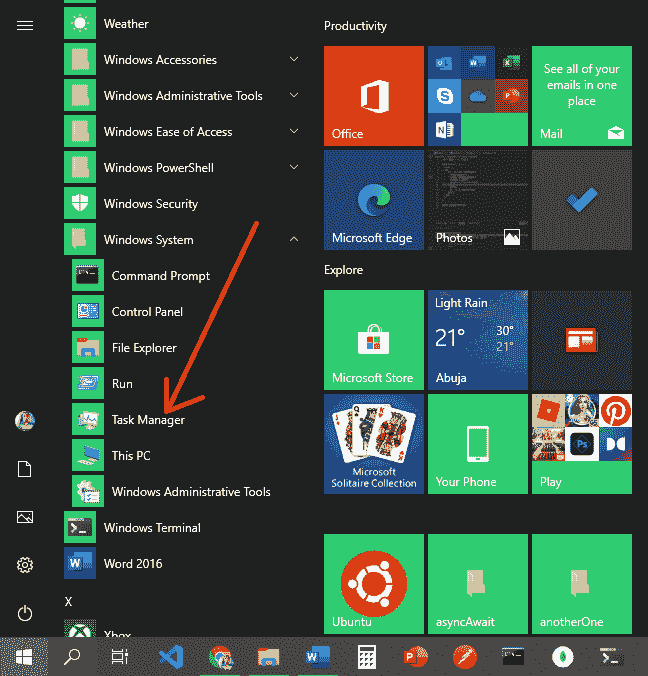 Weather
Windows Accessories
Windows Administrative Tools
Windows Ease of Access
Windows PowerShell
Windows Security
Windows System
Command Prompt
Control Panel
File Explorer
Run
Task Manager
This PC
Windows Administrative Tools
Windows Terminal
Word 2016
X
Xbox
Productivity
Office
See all of your
emails in one
place
Mail
Microsoft Edge
Photos
Explore
Microsoft Store
Light Rain
21°
30°
21°
Abuja
Microsoft
Solitaire Collection
Your Phone
Play
Ubuntu
asyncAwait
anotherOne